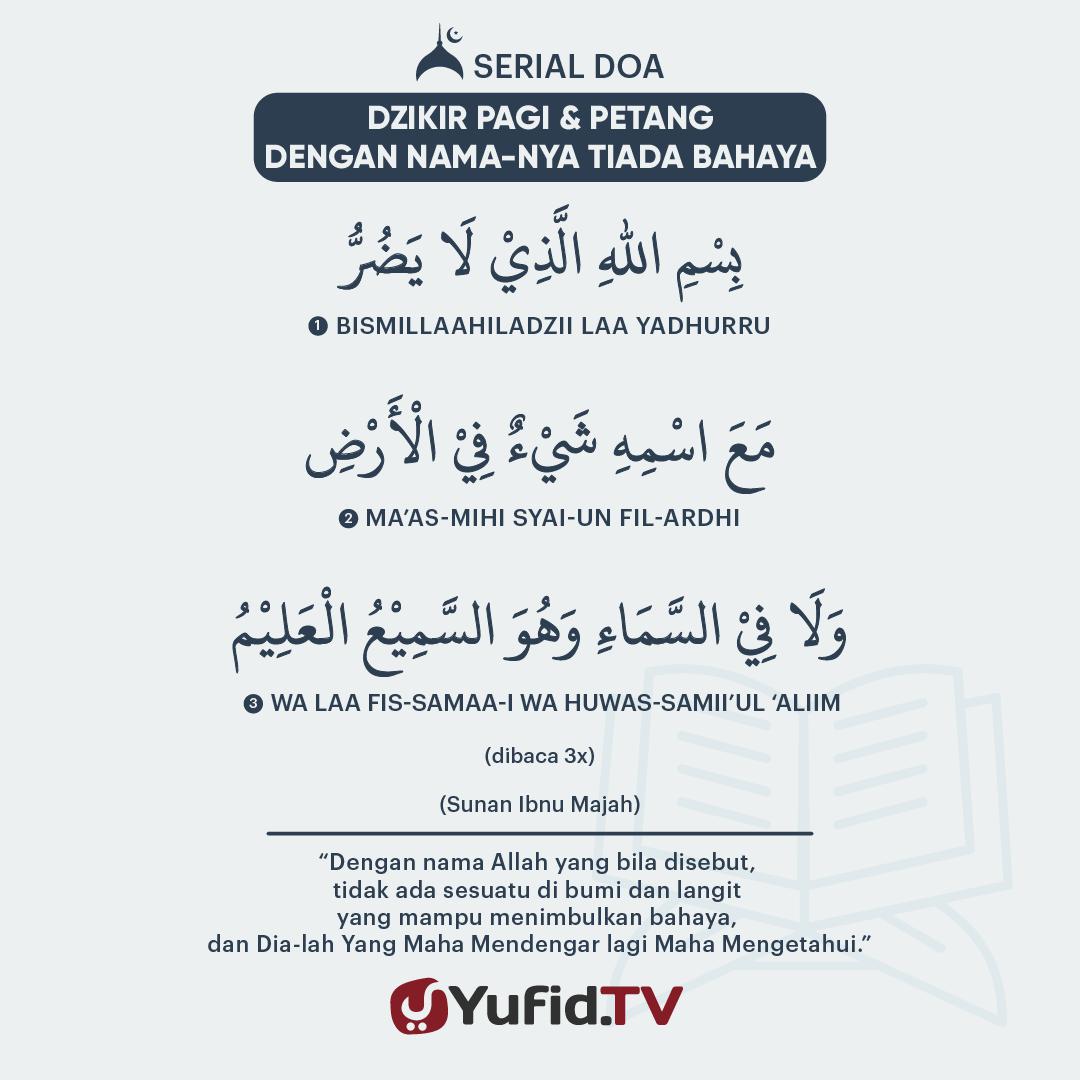 SERIAL DOA
DZIKIR PAGI & PETANG
DENGAN NAMA-NYA TIADA BAHAYA
بِسْمِ اللهِ الَّذِيْ لَا يَضُرُّ
❶ BISMILLAAHILADZII LAA YADHURRU
مَعَ اسْمِهِ شَيْءٌ فِيْ الْأَرْضِ
❷ MA’AS-MIHI SYAI-UN FIL-ARDHI
وَلَا فِيْ السَّمَاءِ وَهُوَ السَّمِيْعُ الْعَلِيْمُ
❸ WA LAA FIS-SAMAA-I WA HUWAS-SAMII’UL ‘ALIIM
(dibaca 3x)
(Sunan Ibnu Majah)
“Dengan nama Allah yang bila disebut,
tidak ada sesuatu di bumi dan langit
yang mampu menimbulkan bahaya,
dan Dia-lah Yang Maha Mendengar lagi Maha Mengetahui.”
Yufid.TV